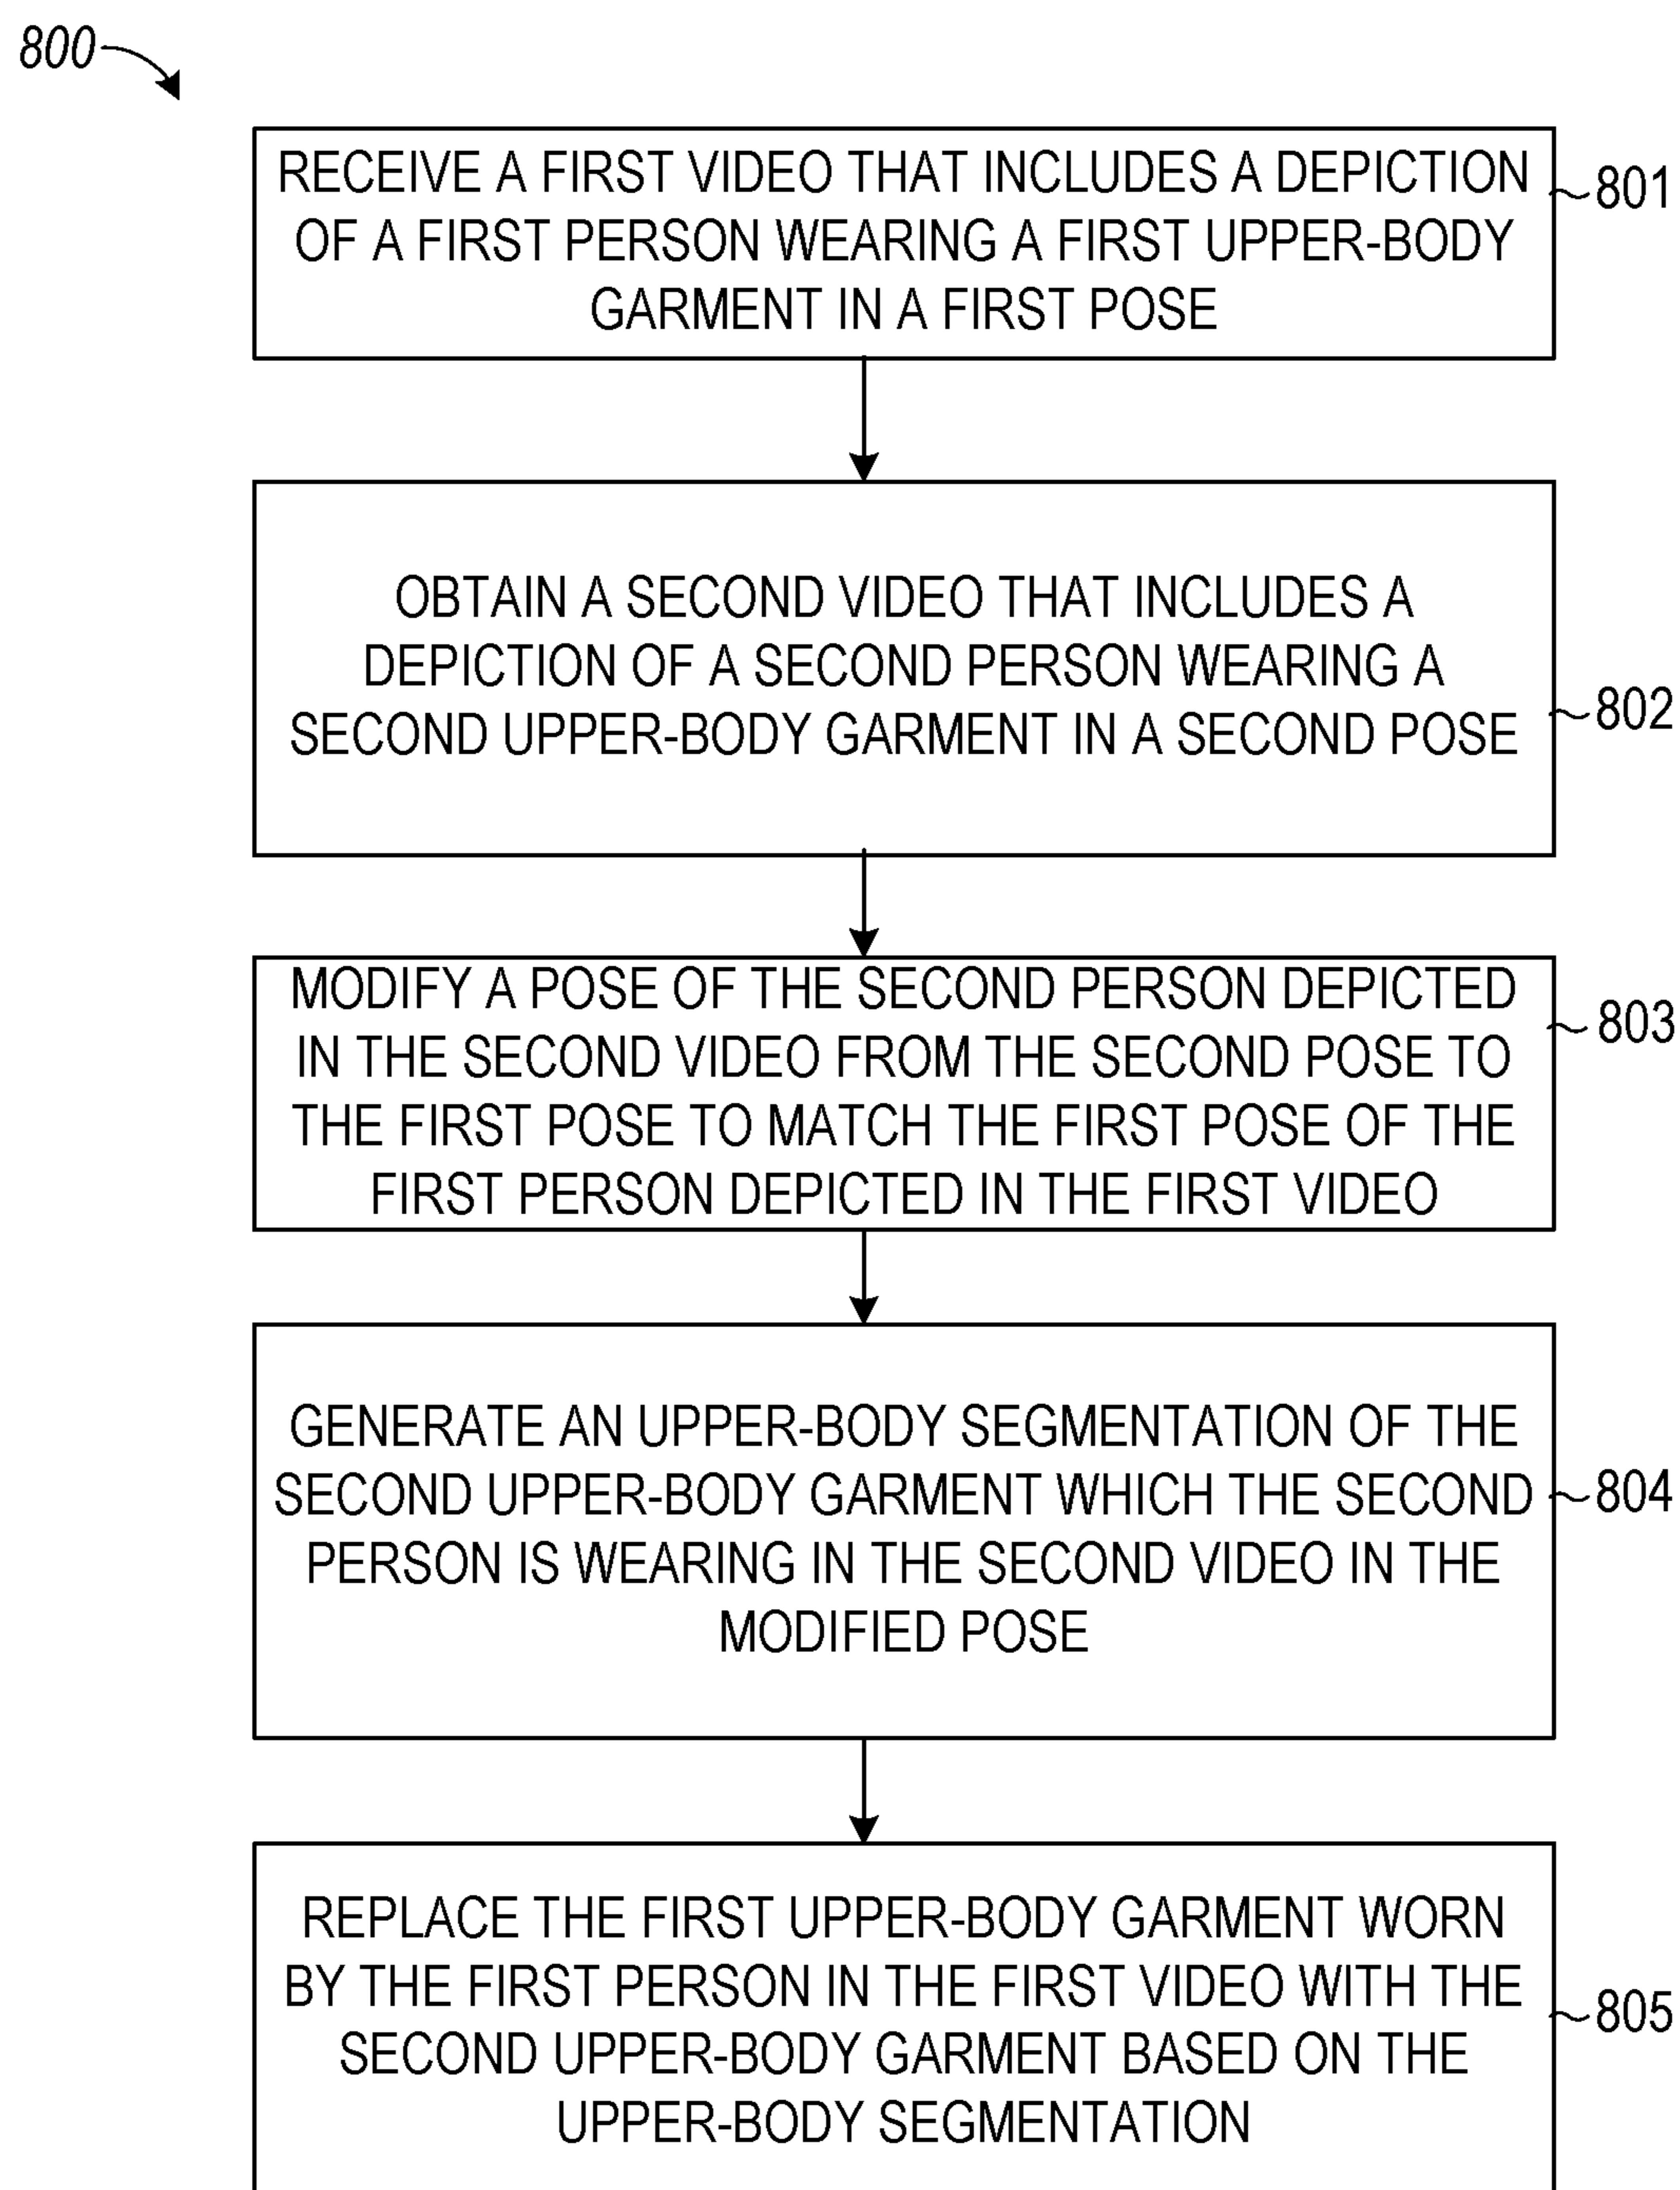 800
RECEIVE A FIRST VIDEO THAT INCLUDES A DEPICTION
OF A FIRST PERSON WEARING A FIRST UPPER-BODY
GARMENT IN A FIRST POSE
801
OBTAIN A SECOND VIDEO THAT INCLUDES A
DEPICTION OF A SECOND PERSON WEARING A
SECOND UPPER-BODY GARMENT IN A SECOND POSE
802
MODIFY A POSE OF THE SECOND PERSON DEPICTED
IN THE SECOND VIDEO FROM THE SECOND POSE TO
THE FIRST POSE TO MATCH THE FIRST POSE OF THE
FIRST PERSON DEPICTED IN THE FIRST VIDEO
803
GENERATE AN UPPER-BODY SEGMENTATION OF THE
SECOND UPPER-BODY GARMENT WHICH THE SECOND
PERSON IS WEARING IN THE SECOND VIDEO IN THE
MODIFIED POSE
804
REPLACE THE FIRST UPPER-BODY GARMENT WORN
BY THE FIRST PERSON IN THE FIRST VIDEO WITH THE
SECOND UPPER-BODY GARMENT BASED ON THE
UPPER-BODY SEGMENTATION
805